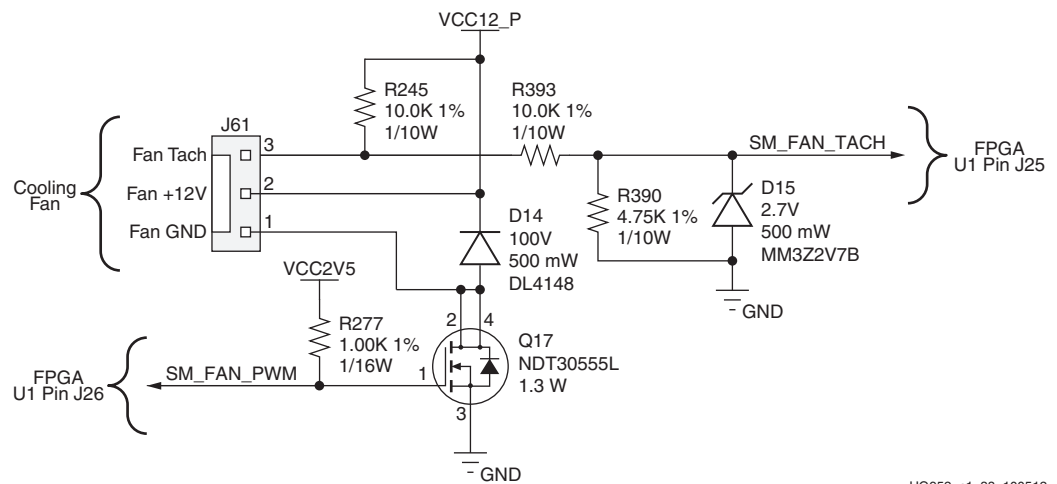 VCC12_P
R245
10.0K 1%
1/10W
R393
10.0K 1%
1/10W
J61
Fan Tach
3
SM_FAN_TACH
FPGA
U1 Pin J25
Cooling
Fan
Fan +12V
2
R390
4.75K 1%
1/10W
D15
2.7V
500 mW
MM3Z2V7B
Fan GND
1
D14
100V
500 mW
DL4148
VCC2V5
GND
R277
1.00K 1%
1/16W
2
4
Q17
NDT30555L
1.3 W
FPGA
U1 Pin J26
SM_FAN_PWM
1
3
GND